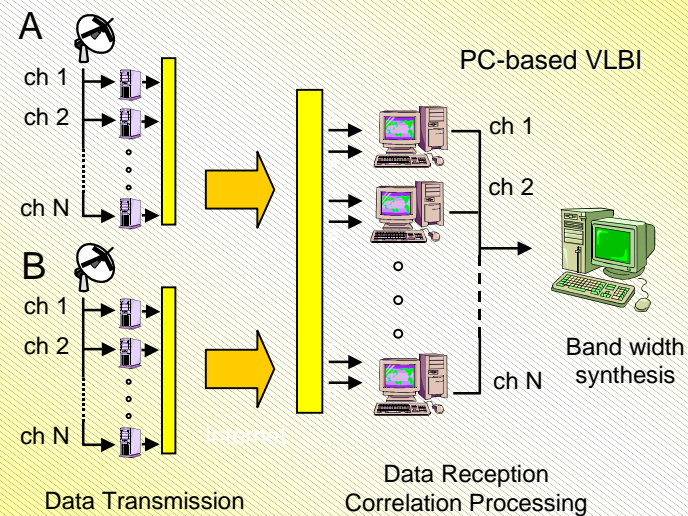 A
ch 1
ch 2
ch N
B
ch 1
ch 2
ch N
Internet
Data Transmission
PC-based VLBI
ch 1
ch 2
ch N
Data Reception
Correlation Processing
Band width
synthesis